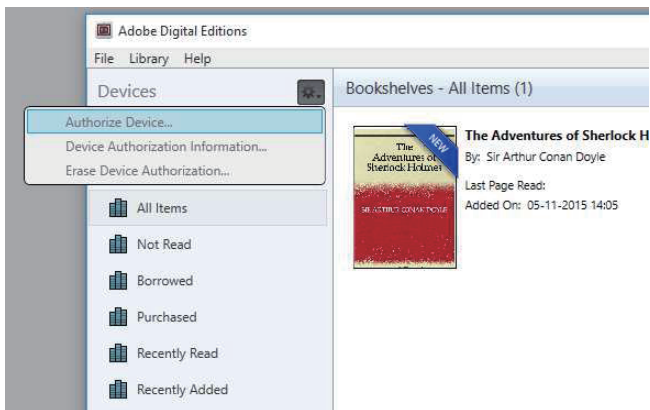 Adobe Digital Editions
File Library Help
Devices
Bookshelves - All Items (1)
Authorize Device...
Device Authorization Information...
Erase Device Authorization...
All Items
Not Read
Borrowed
Purchased
Recently Read
Recently Added
NEW
The
Adventures of
Sherlock Holmes
SIR ARTHUR CONAN DOYLE
The Adventures of Sherlock H
By: Sir Arthur Conan Doyle
Last Page Read:
Added On: 05-11-2015 14:05